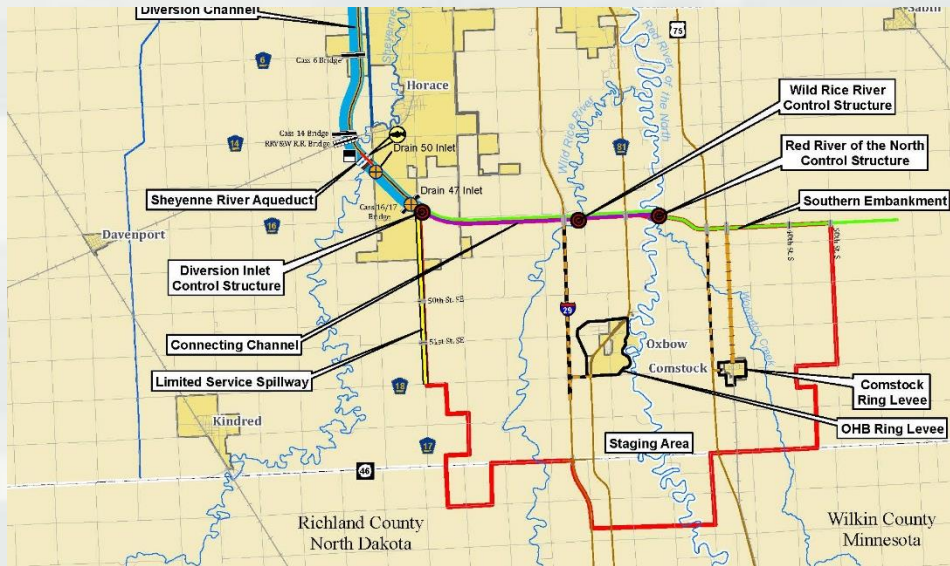 Diversion Channel
Sabin
6
Cass 6 Bridge
Sheyenne
Horace
75
Red River of the North
Wild Rice River
Control Structure
14
Cass 14 Bridge
RRV&W R.R. Bridge
Drain 50 Inlet
Wild Rice River
81
Red River of the North
Control Structure
Sheyenne River Aqueduct
Drain 47 Inlet
Cass 16/17
Bridge
Southern Embankment
16
Davenport
Diversion Inlet
Control Structure
50th St. SE
29
Connecting Channel
51st St. SE
Oxbow
Comstock
Limited Service Spillway
18
Comstock
Ring Levee
Kindred
OHB Ring Levee
17
Staging Area
46
Richland County
North Dakota
Wilkin County
Minnesota